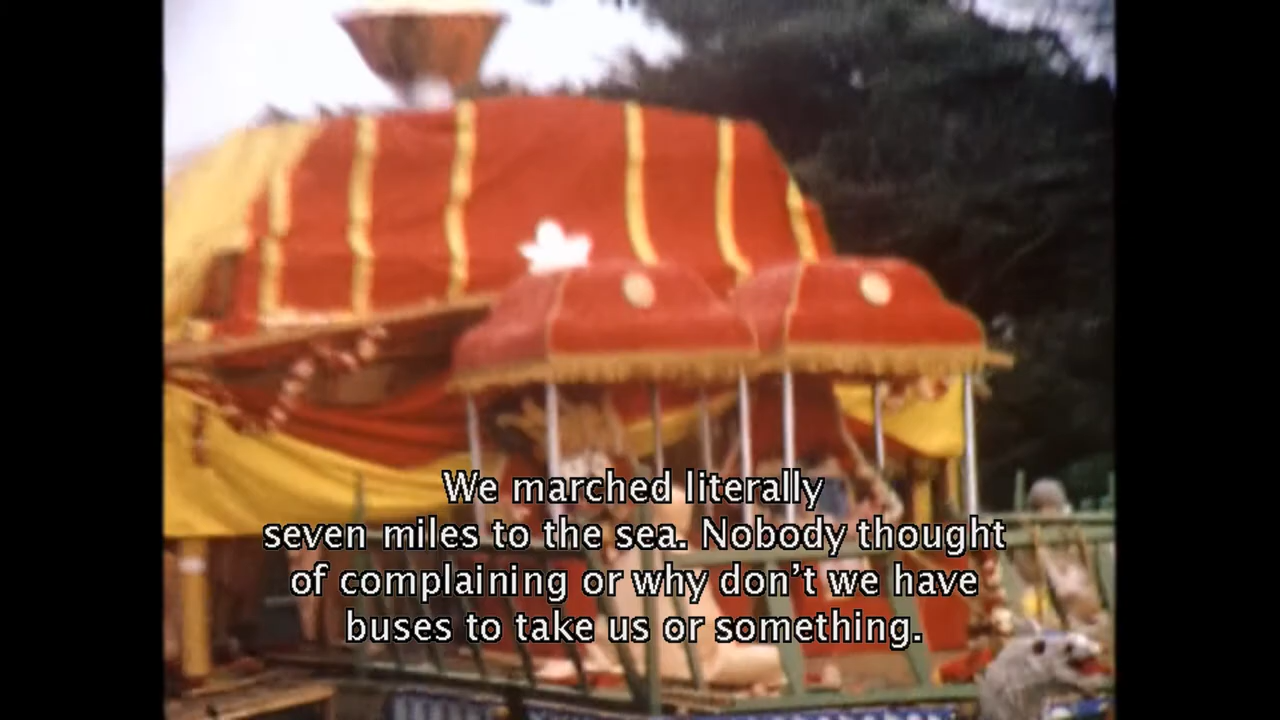 We marched literally
seven miles to the sea. Nobody thought
of complaining or why don’t we have
buses to take us or something.